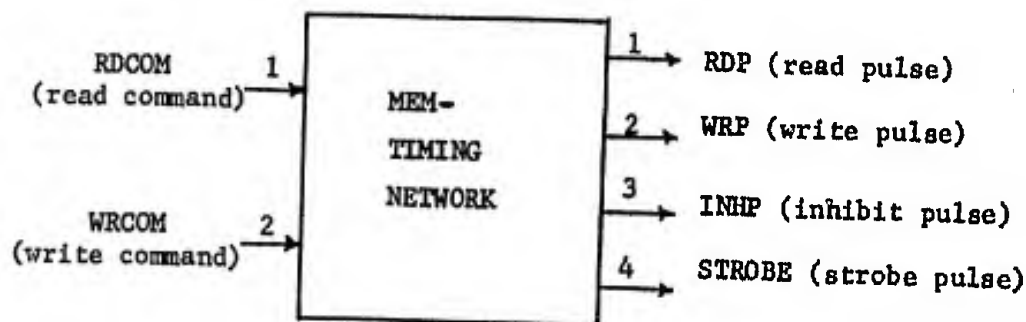 RDCOM
(read command)
1
WRCOM
(write command)
2
MEM-
TIMING
NETWORK
1
RDP (read pulse)
2
WRP (write pulse)
3
INHP (inhibit pulse)
4
STROBE (strobe pulse)